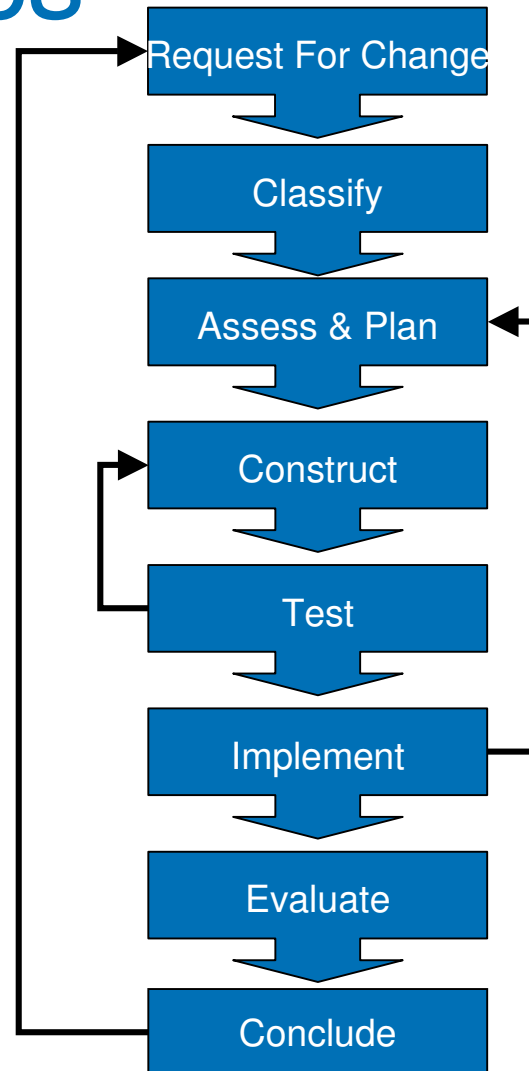 Request For Change
Classify
Assess & Plan
Construct
Test
Implement
Evaluate
Conclude